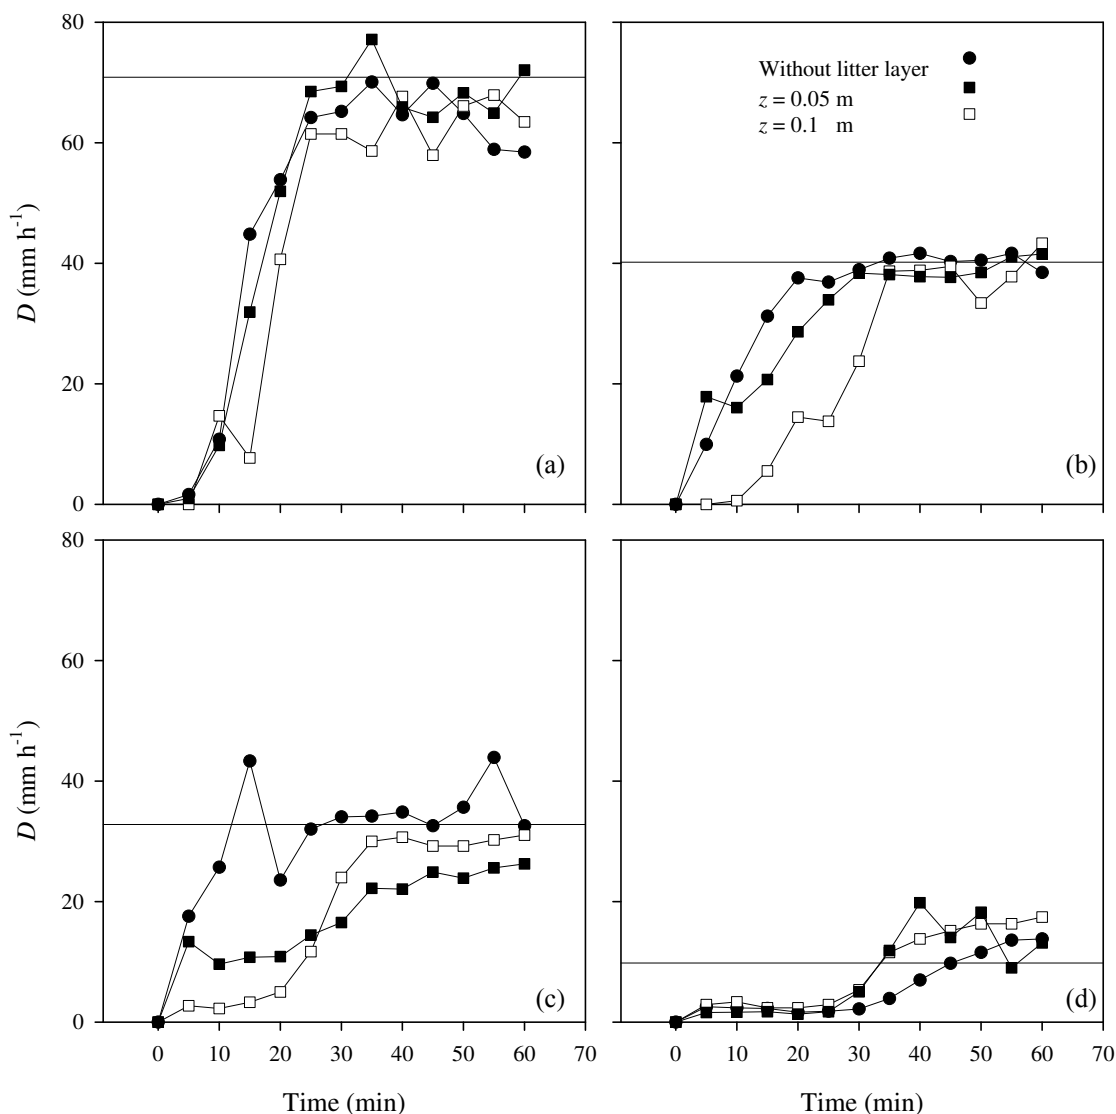 80
60
40
20
0
D (mm h-1)
(a)
Without litter layer
z = 0.05 m
z = 0.1 m
(b)
80
60
40
20
0
D (mm h-1)
(c)
(d)
0 10 20 30 40 50 60 70
0 10 20 30 40 50 60 70
Time (min)
Time (min)